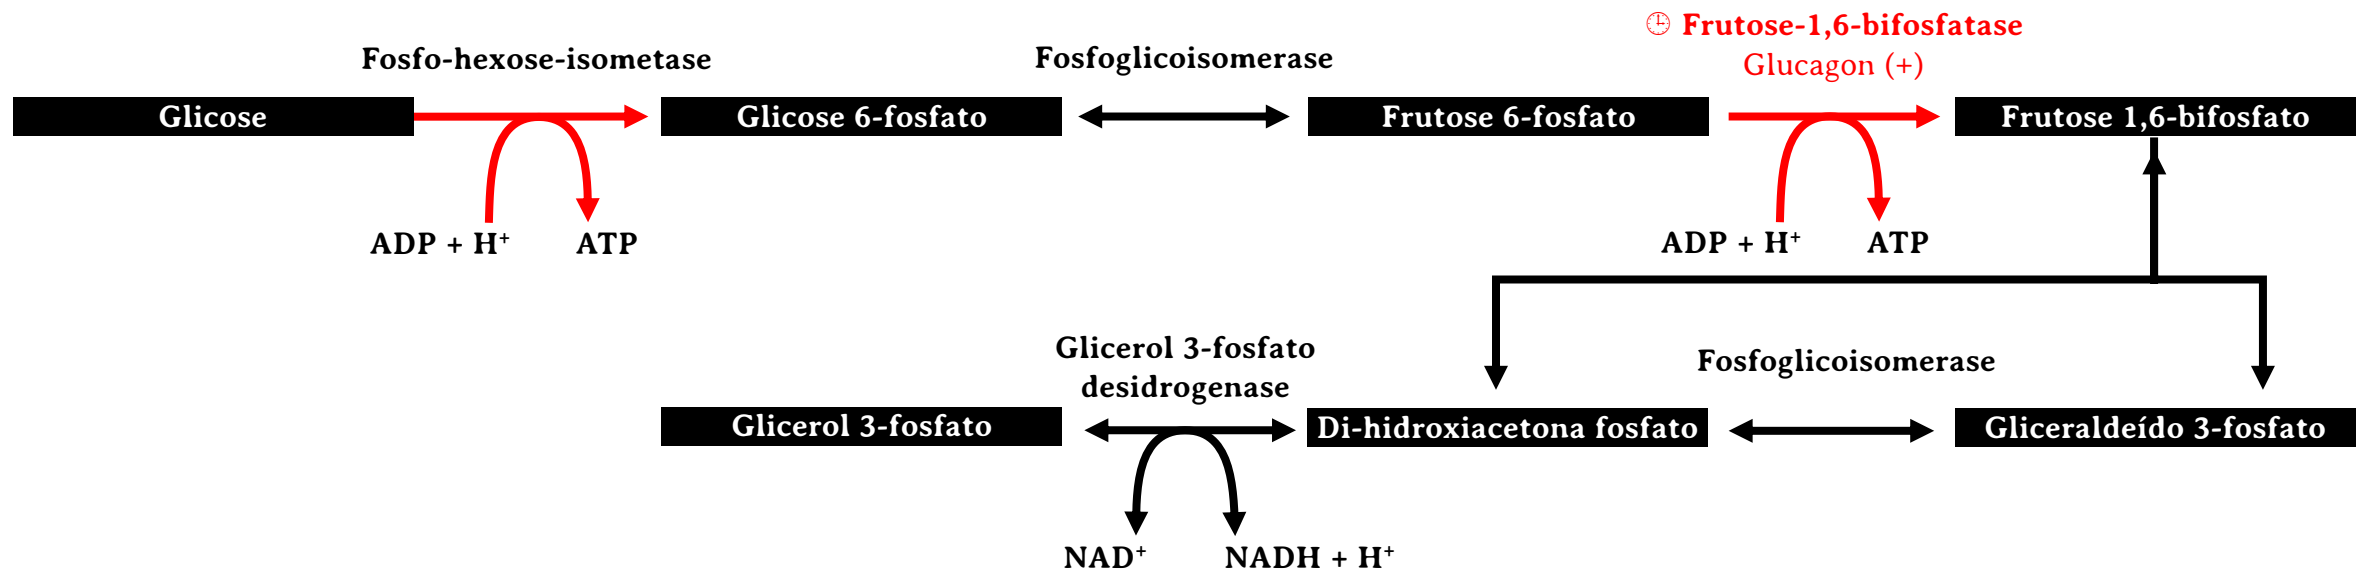 🕒 Frutose-1,6-bifosfatase
Glucagon (+)
Fosfo-hexose-isometase
Fosfoglicoisomerase
Glicose
Glicose 6-fosfato
Frutose 6-fosfato
Frutose 1,6-bifosfato
ADP + H⁺
ATP
ADP + H⁺
ATP
Glicerol 3-fosfato
desidrogenase
Fosfoglicoisomerase
Glicerol 3-fosfato
Di-hidroxiacetona fosfato
Gliceraldeído 3-fosfato
NAD⁺
NADH + H⁺